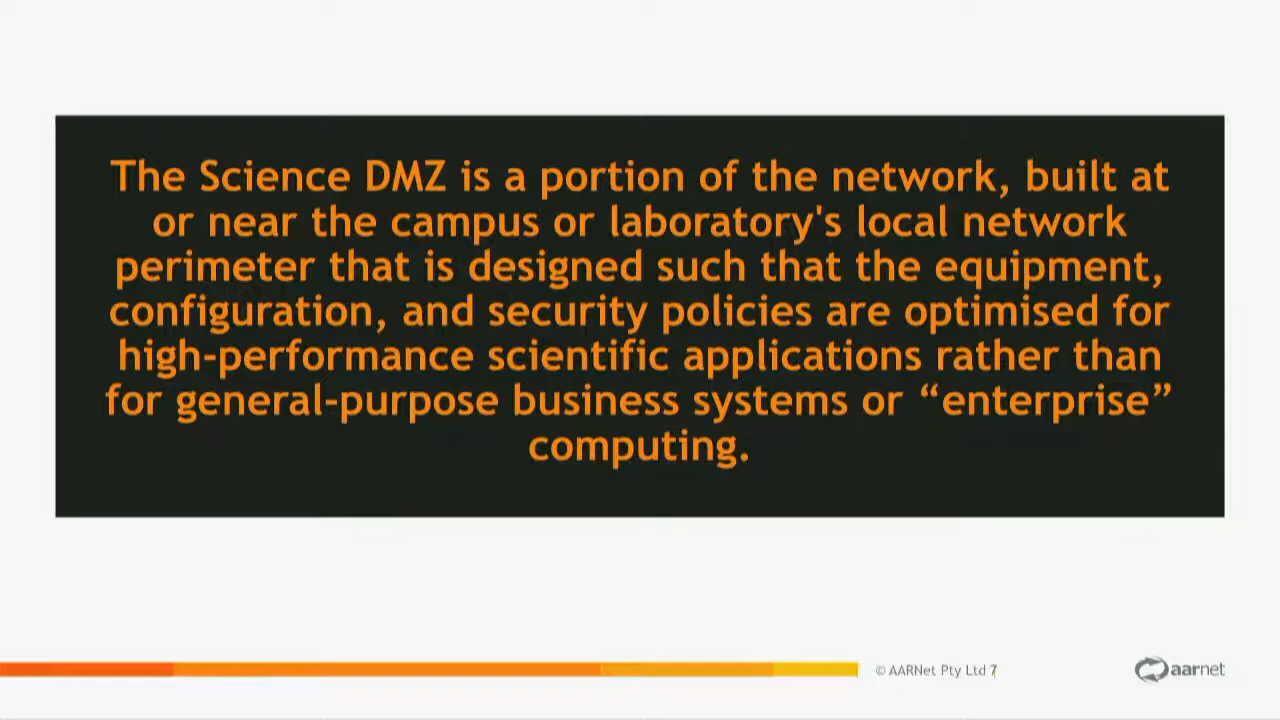 The Science DMZ is a portion of the network, built at
or near the campus or laboratory's local network
perimeter that is designed such that the equipment,
configuration, and security policies are optimised for
high-performance scientific applications rather than
for general-purpose business systems or “enterprise”
computing.
© AARNet Pty Ltd 7
aarnet